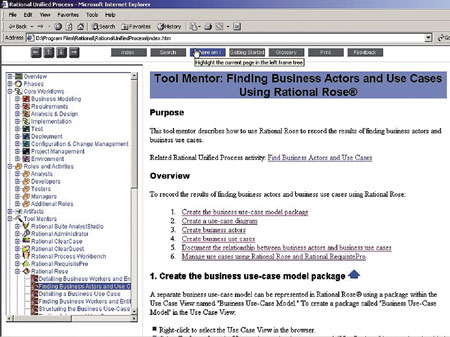 Rational Unified Process - Microsoft Internet Explorer
File Edit View Favorites Tools Help
Back Search Favorites History
Address D:\Program Files\Rational\RationalUnifiedProcess\index.htm Go
Index Search Where am I Getting Started Glossary Print Feedback
Highlight the current page in the left frame tree
Overview
Phases
Core Workflows
Business Modeling
Requirements
Analysis & Design
Implementation
Test
Deployment
Configuration & Change Management
Project Management
Environment
Roles and Activities
Analysts
Developers
Testers
Managers
Additional Roles
Artifacts
Tool Mentors
Rational Suite AnalystStudio
Rational Administrator
Rational ClearCase
Rational ClearQuest
Rational Process Workbench
Rational RequisitePro
Rational Rose
Detailing Business Workers and En
Finding Business Actors and Use C
Detailing a Business Use Case
Finding Business Workers and Entit
Structuring the Business Use-Case
Tool Mentor: Finding Business Actors and Use Cases
Using Rational Rose®
Purpose
This tool mentor describes how to use Rational Rose to record the results of finding business actors and
business use cases.
Related Rational Unified Process activity: Find Business Actors and Use Cases
Overview
To record the results of finding business actors and business use cases using Rational Rose:
1. Create the business use-case model package
2. Create a use-case diagram
3. Create business actors
4. Create business use cases
5. Document the relationship between business actors and business use cases
6. Manage use cases using Rational Rose and Rational RequisitePro
1. Create the business use-case model package
A separate business use-case model can be represented in Rational Rose® using a package within the
Use Case View named "Business Use-Case Model." To create a package called "Business Use-Case
Model" in the Use Case View:
Right-click to select the Use Case View in the browser.